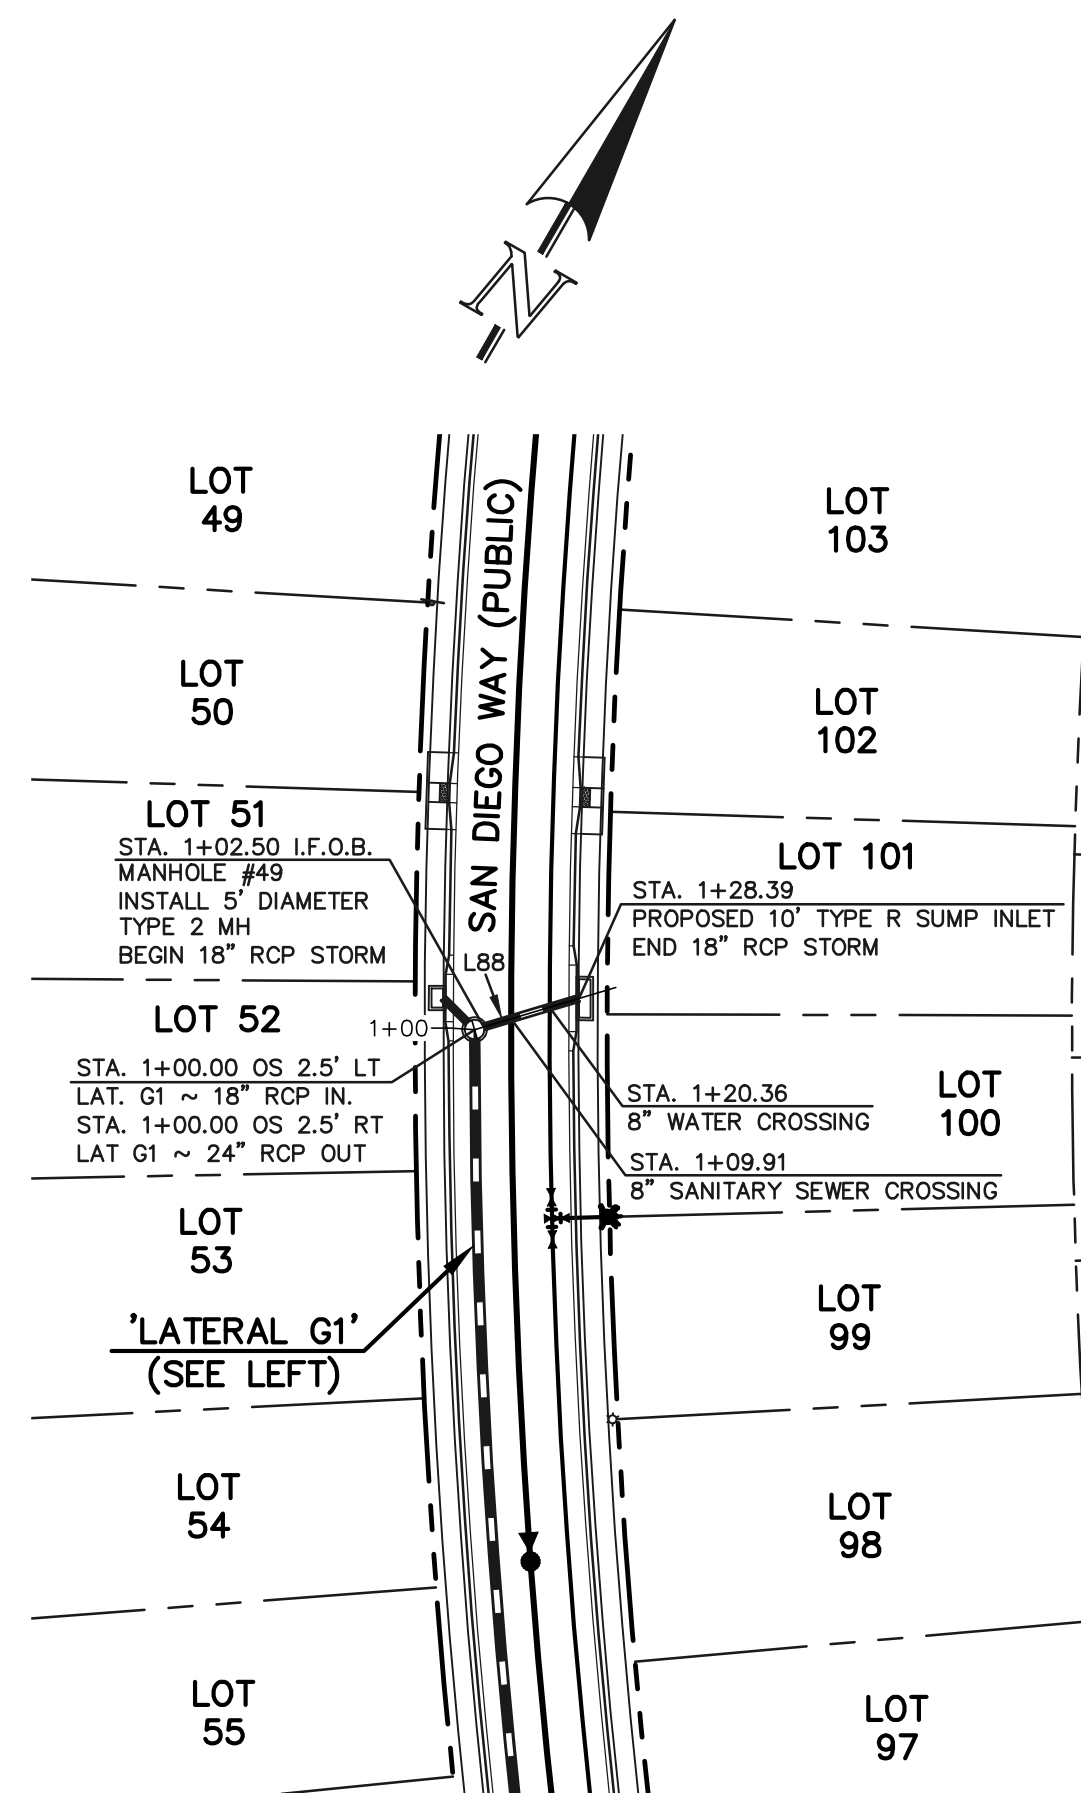 N
SAN DIEGO WAY (PUBLIC)
LOT
49
LOT
103
LOT
50
LOT
102
LOT 51
STA. 1+02.50 I.F.O.B.
MANHOLE #49
INSTALL 5' DIAMETER
TYPE 2 MH
BEGIN 18" RCP STORM
LOT 101
STA. 1+28.39
PROPOSED 10' TYPE R SUMP INLET
END 18" RCP STORM
L88
LOT 52
1+00
STA. 1+00.00 OS 2.5' LT
LAT. G1 ~ 18" RCP IN.
STA. 1+00.00 OS 2.5' RT
LAT G1 ~ 24" RCP OUT
STA. 1+20.36
8" WATER CROSSING
LOT
100
STA. 1+09.91
8" SANITARY SEWER CROSSING
LOT
53
'LATERAL G1'
(SEE LEFT)
LOT
99
LOT
54
LOT
98
LOT
55
LOT
97